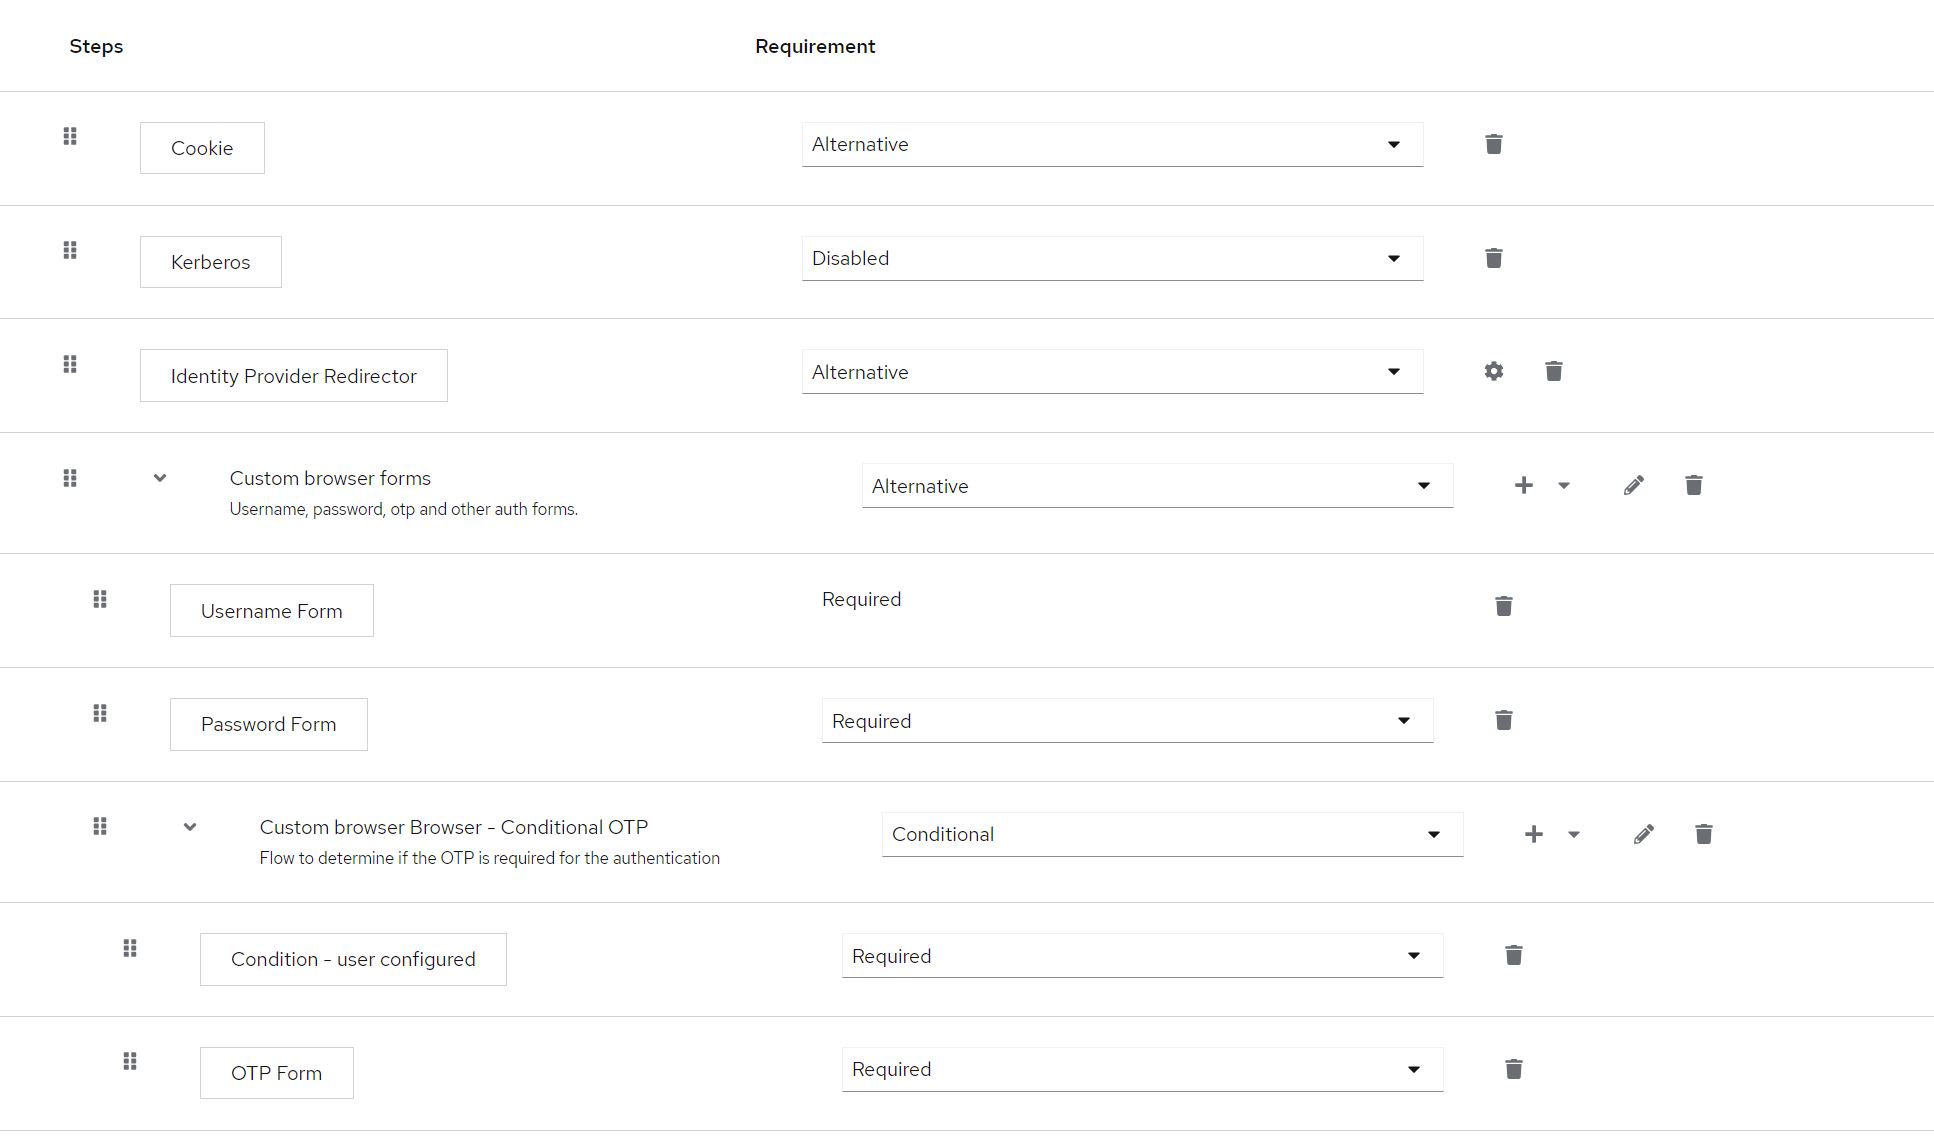 Steps Requirement
Cookie Alternative
Kerberos Disabled
Identity Provider Redirector Alternative
Custom browser forms Alternative
Username, password, otp and other auth forms.
Username Form Required
Password Form Required
Custom browser Browser - Conditional OTP Conditional
Flow to determine if the OTP is required for the authentication
Condition - user configured Required
OTP Form Required